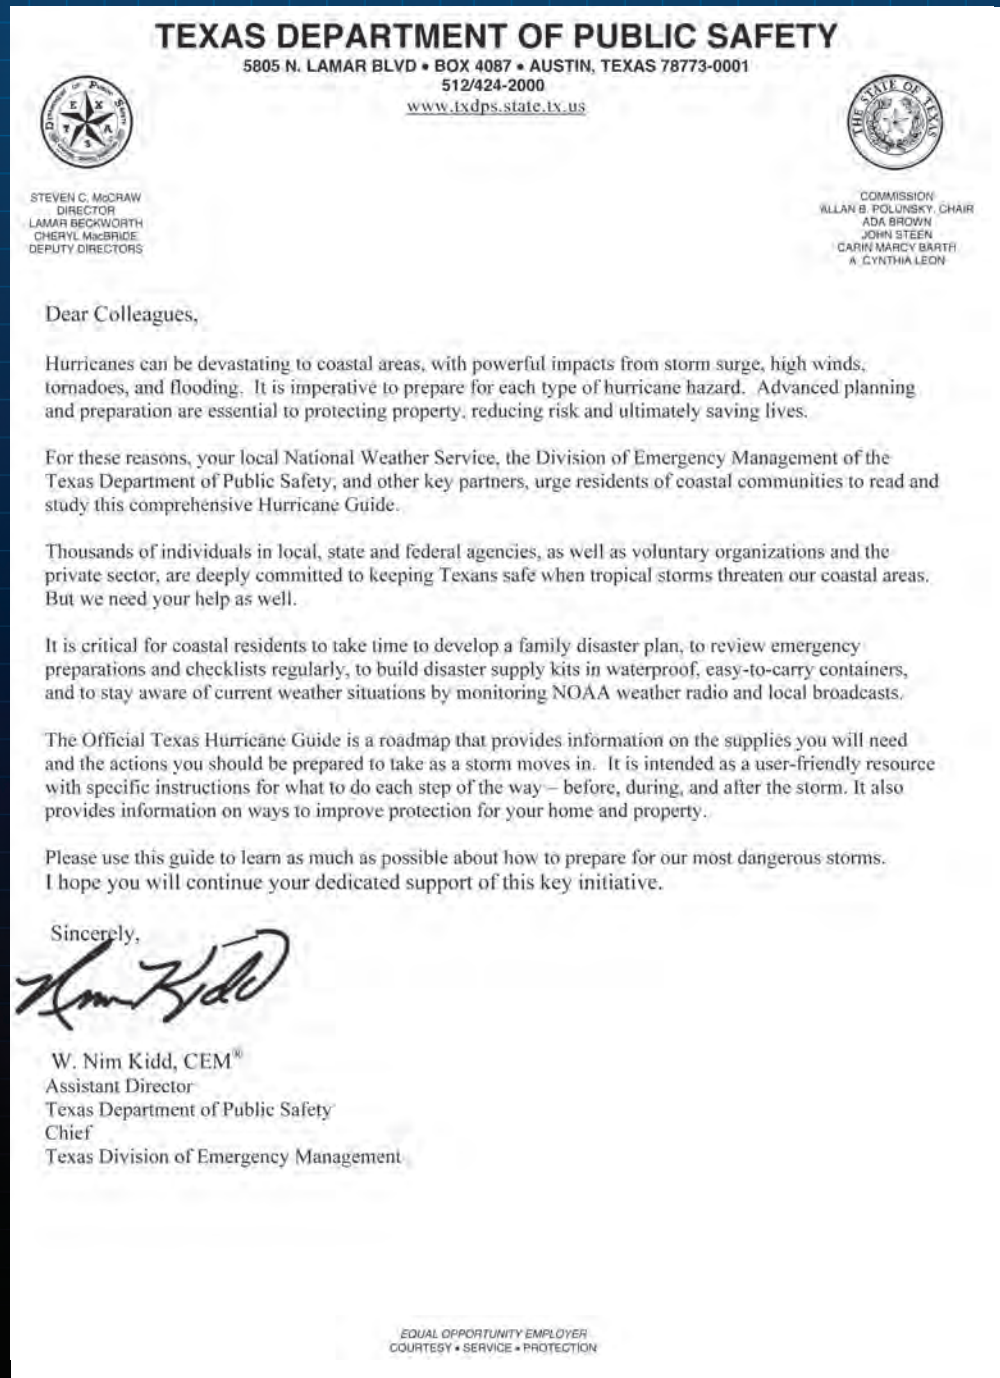 TEXAS DEPARTMENT OF PUBLIC SAFETY
5805 N. LAMAR BLVD • BOX 4087 • AUSTIN, TEXAS 78773-0001
512/424-2000
www.txdps.state.tx.us
THE STATE OF TEXAS
STEVEN C. McCRAW
DIRECTOR
LAMAR BECKWORTH
CHERYL MacBRIDE
DEPUTY DIRECTORS
COMMISSION
ALLAN B. POLUNSKY, CHAIR
ADA BROWN
JOHN STEEN
CARIN MARCY BARTH
A. CYNTHIA LEON
Dear Colleagues,
Hurricanes can be devastating to coastal areas, with powerful impacts from storm surge, high winds,
tornadoes, and flooding.  It is imperative to prepare for each type of hurricane hazard.  Advanced planning
and preparation are essential to protecting property, reducing risk and ultimately saving lives.
For these reasons, your local National Weather Service, the Division of Emergency Management of the
Texas Department of Public Safety, and other key partners, urge residents of coastal communities to read and
study this comprehensive Hurricane Guide.
Thousands of individuals in local, state and federal agencies, as well as voluntary organizations and the
private sector, are deeply committed to keeping Texans safe when tropical storms threaten our coastal areas.
But we need your help as well.
It is critical for coastal residents to take time to develop a family disaster plan, to review emergency
preparations and checklists regularly, to build disaster supply kits in waterproof, easy-to-carry containers,
and to stay aware of current weather situations by monitoring NOAA weather radio and local broadcasts.
The Official Texas Hurricane Guide is a roadmap that provides information on the supplies you will need
and the actions you should be prepared to take as a storm moves in.  It is intended as a user-friendly resource
with specific instructions for what to do each step of the way – before, during, and after the storm. It also
provides information on ways to improve protection for your home and property.
Please use this guide to learn as much as possible about how to prepare for our most dangerous storms.
I hope you will continue your dedicated support of this key initiative.
Sincerely,
Nim Kidd
W. Nim Kidd, CEM®
Assistant Director
Texas Department of Public Safety
Chief
Texas Division of Emergency Management
EQUAL OPPORTUNITY EMPLOYER
COURTESY • SERVICE • PROTECTION